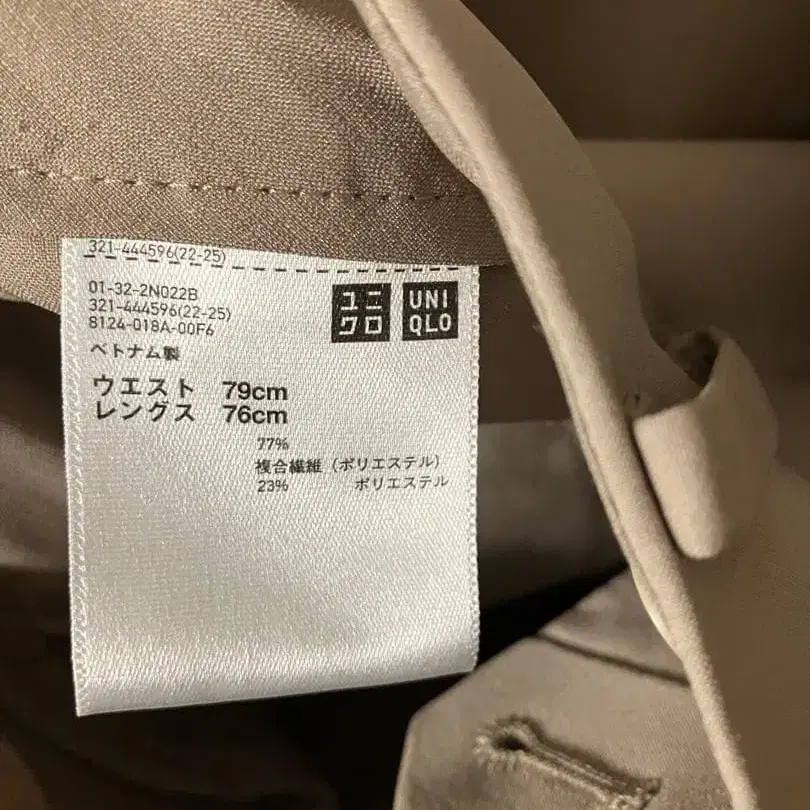 321-444596(22-25)
01-32-2N022B
321-444596(22-25)
8124-018A-00F6
ユニ
クロ
UNI
QLO
ベトナム製
ウエスト 79cm
レングス 76cm
77%
複合繊維（ポリエステル）
23% ポリエステル